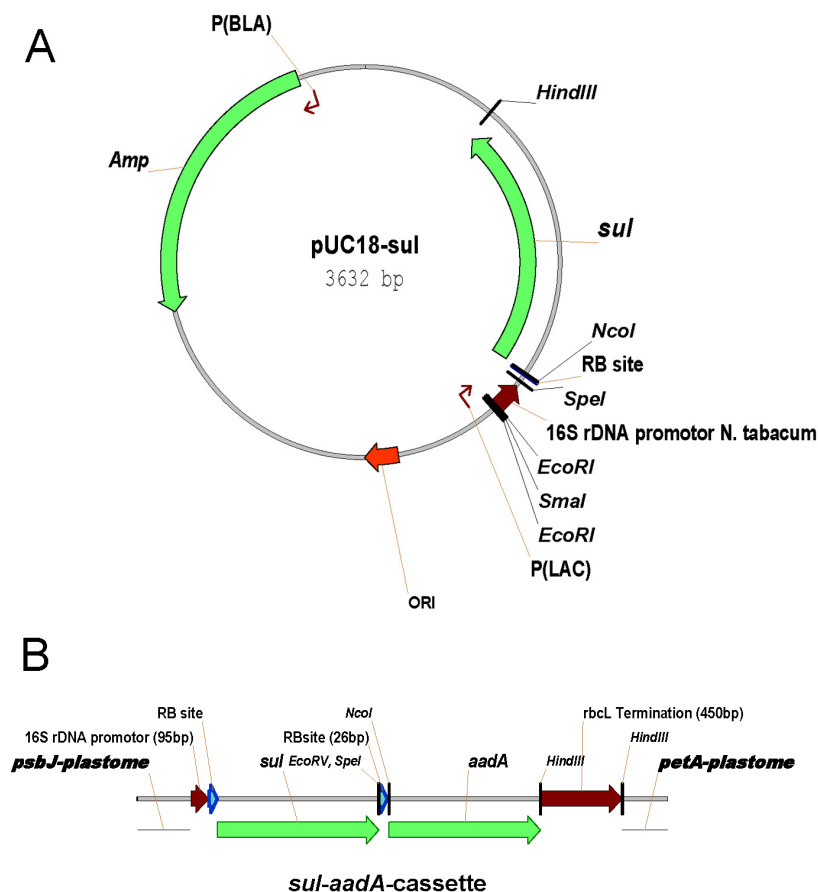 A
P(BLA)
HindIII
Amp
sul
pUC18-sul
3632 bp
NcoI
RB site
SpeI
16S rDNA promotor N. tabacum
EcoRI
SmaI
EcoRI
P(LAC)
ORI
B
RB site
NcoI
rbcL Termination (450bp)
16S rDNA promotor (95bp)
RBsite (26bp)
HindIII
psbJ-plastome
sul
EcoRV, SpeI
aadA
HindIII
petA-plastome
sul-aadA-cassette